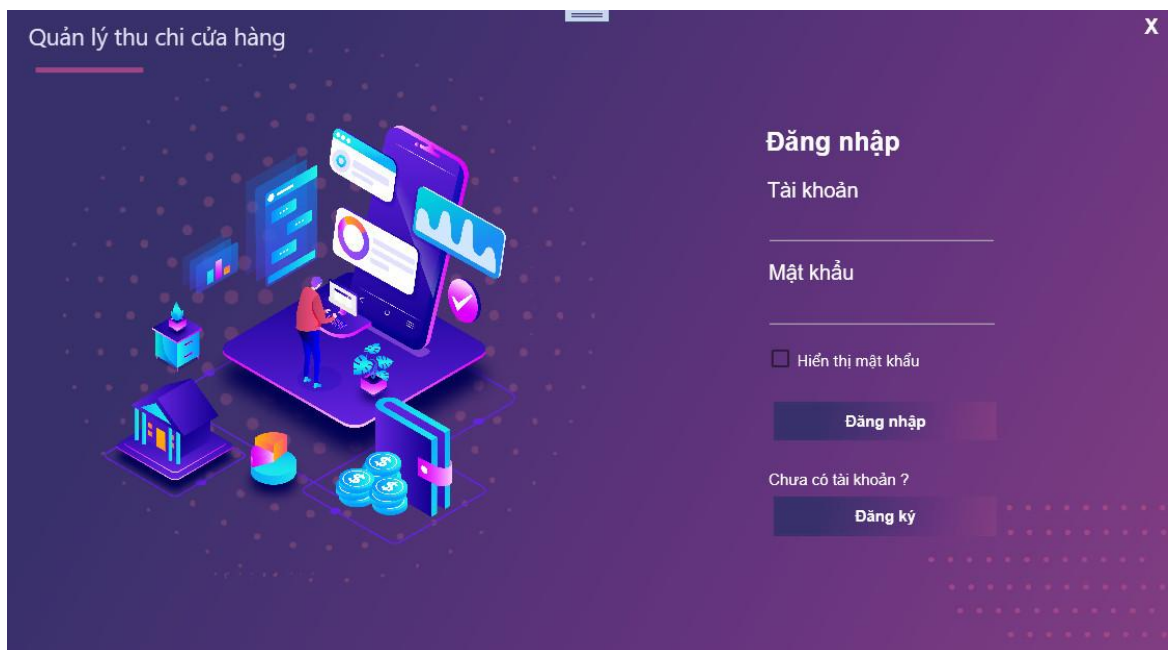 Quản lý thu chi cửa hàng
X
Đăng nhập
Tài khoản
Mật khẩu
Hiển thị mật khẩu
Đăng nhập
Chưa có tài khoản ?
Đăng ký